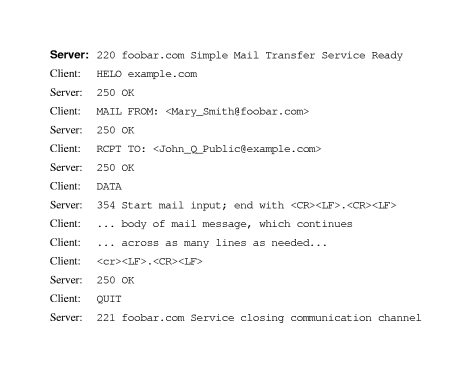 Server: 220 foobar.com Simple Mail Transfer Service Ready
Client: HELO example.com
Server: 250 OK
Client: MAIL FROM: <Mary_Smith@foobar.com>
Server: 250 OK
Client: RCPT TO: <John_Q_Public@example.com>
Server: 250 OK
Client: DATA
Server: 354 Start mail input; end with <CR><LF>.<CR><LF>
Client: ... body of mail message, which continues
Client: ... across as many lines as needed...
Client: <cr><LF>.<CR><LF>
Server: 250 OK
Client: QUIT
Server: 221 foobar.com Service closing communication channel